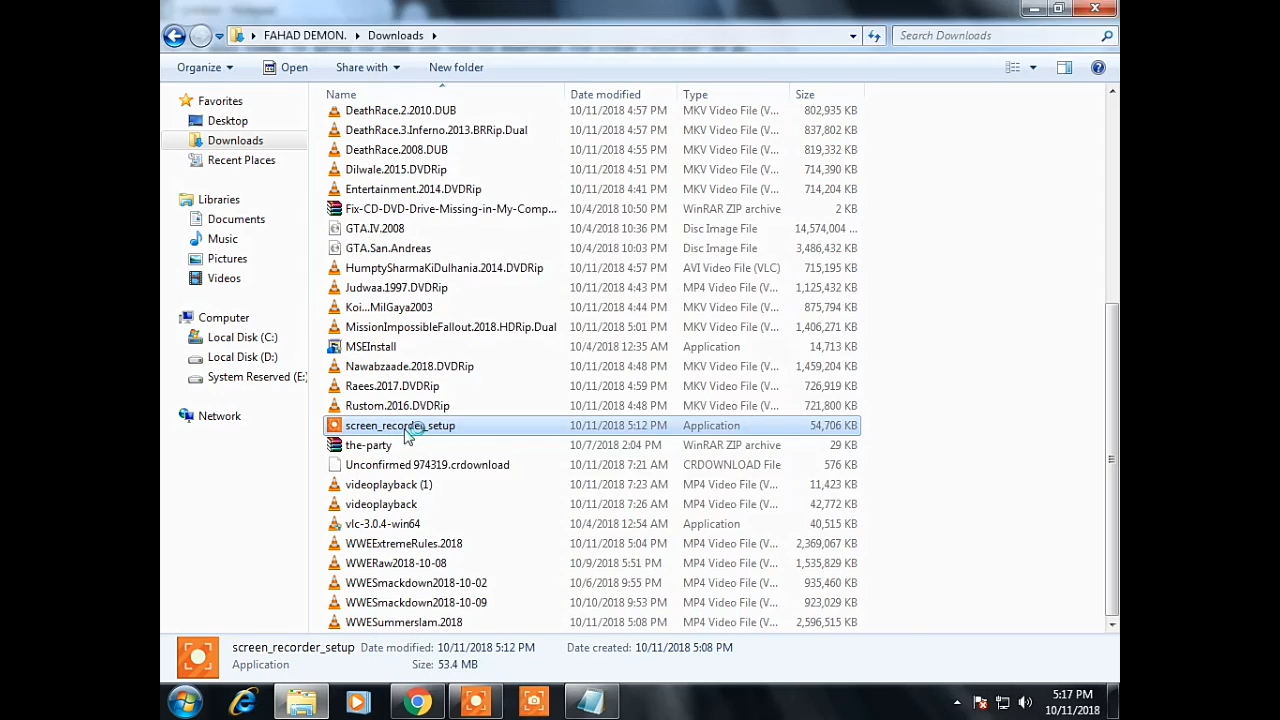 FAHAD DEMON. Downloads Search Downloads
Organize Open Share with New folder
Name Date modified Type Size
Favorites
Desktop
Downloads
Recent Places
Libraries
Documents
Music
Pictures
Videos
Computer
Local Disk (C:)
Local Disk (D:)
System Reserved (E:
Network
DeathRace.2.2010.DUB 10/11/2018 4:57 PM MKV Video File (V... 802,935 KB
DeathRace.3.Inferno.2013.BRRip.Dual 10/11/2018 4:57 PM MKV Video File (V... 837,802 KB
DeathRace.2008.DUB 10/11/2018 4:55 PM MKV Video File (V... 819,332 KB
Dilwale.2015.DVDRip 10/11/2018 4:51 PM MKV Video File (V... 714,390 KB
Entertainment.2014.DVDRip 10/11/2018 4:41 PM MKV Video File (V... 714,204 KB
Fix-CD-DVD-Drive-Missing-in-My-Comp... 10/4/2018 10:50 PM WinRAR ZIP archive 2 KB
GTA.IV.2008 10/4/2018 10:36 PM Disc Image File 14,574,004 ...
GTA.San.Andreas 10/4/2018 10:03 PM Disc Image File 3,486,432 KB
HumptySharmaKiDulhania.2014.DVDRip 10/11/2018 4:57 PM AVI Video File (VLC) 715,195 KB
Judwaa.1997.DVDRip 10/11/2018 4:43 PM MKV Video File (V... 1,125,432 KB
Koi...MilGaya2003 10/11/2018 4:44 PM MKV Video File (V... 875,794 KB
MissionImpossibleFallout.2018.HDRip.Dual 10/11/2018 5:01 PM MKV Video File (V... 1,406,271 KB
MSEInstall 10/4/2018 12:35 AM Application 14,713 KB
Nawabzaade.2018.DVDRip 10/11/2018 4:48 PM MKV Video File (V... 1,459,204 KB
Raees.2017.DVDRip 10/11/2018 4:59 PM MKV Video File (V... 726,919 KB
Rustom.2016.DVDRip 10/11/2018 4:48 PM MKV Video File (V... 721,800 KB
screen_recorder_setup 10/11/2018 5:12 PM Application 54,706 KB
the-party 10/7/2018 2:04 PM WinRAR ZIP archive 29 KB
Unconfirmed 974319.crdownload 10/11/2018 7:21 AM CRDOWNLOAD File 576 KB
videoplayback (1) 10/11/2018 7:23 AM MP4 Video File (V... 11,423 KB
videoplayback 10/11/2018 7:26 AM MP4 Video File (V... 42,772 KB
vlc-3.0.4-win64 10/4/2018 12:54 AM Application 40,515 KB
WWEExtremeRules.2018 10/11/2018 5:04 PM MP4 Video File (V... 2,369,067 KB
WWERaw2018-10-08 10/9/2018 5:51 PM MP4 Video File (V... 1,535,829 KB
WWESmackdown2018-10-02 10/6/2018 9:55 PM MP4 Video File (V... 935,460 KB
WWESmackdown2018-10-09 10/10/2018 9:53 PM MP4 Video File (V... 923,029 KB
WWESummerslam.2018 10/11/2018 5:08 PM MP4 Video File (V... 2,596,515 KB
screen_recorder_setup Date modified: 10/11/2018 5:12 PM Date created: 10/11/2018 5:08 PM
Application Size: 53.4 MB
5:17 PM
10/11/2018